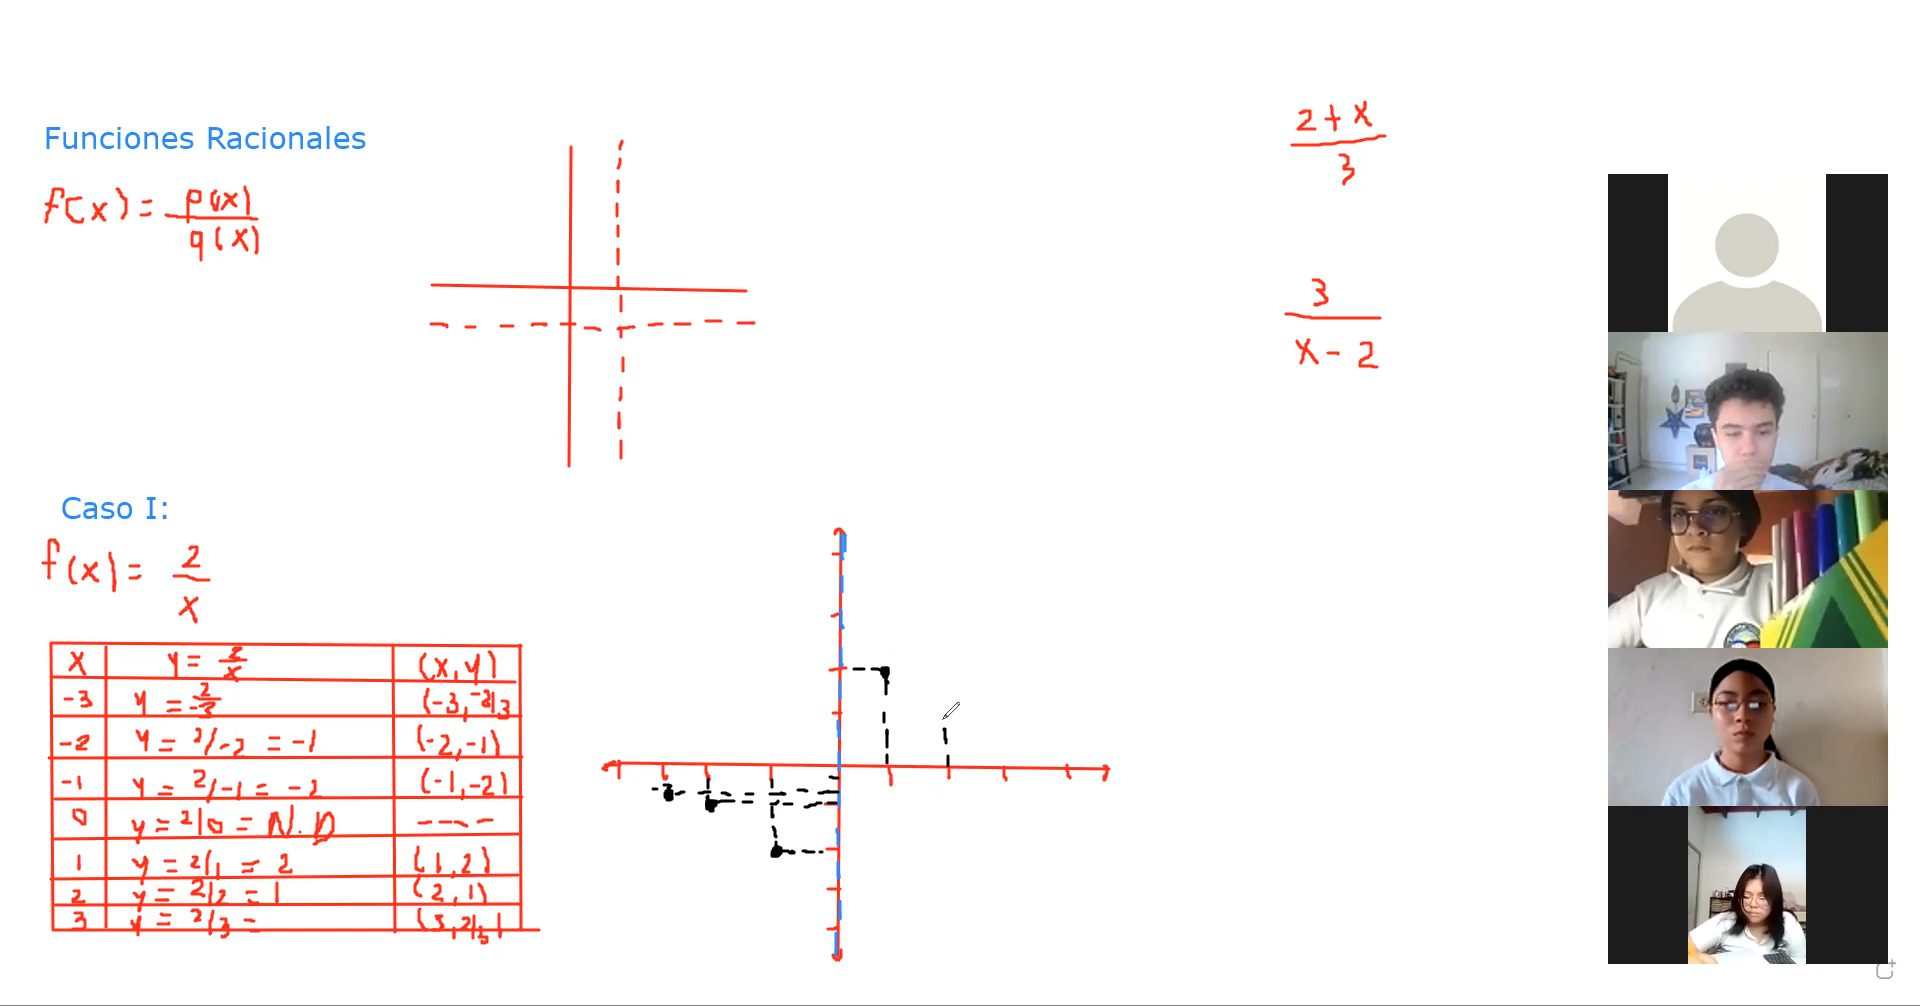 Funciones Racionales
f(x) = p(x)/q(x)
2+x/3
3/x-2
Caso I:
f(x) = 2/x
x y = 2/x (x,y)
-3 y = 2/-3 (-3,-2/3
-2 y = 2/-2 = -1 (-2,-1)
-1 y = 2/-1 = -2 (-1,-2)
0 y = 2/0 = N.D ----
1 y = 2/1 = 2 (1,2)
2 y = 2/2 = 1 (2,1)
3 y = 2/3 = (3,2/3)